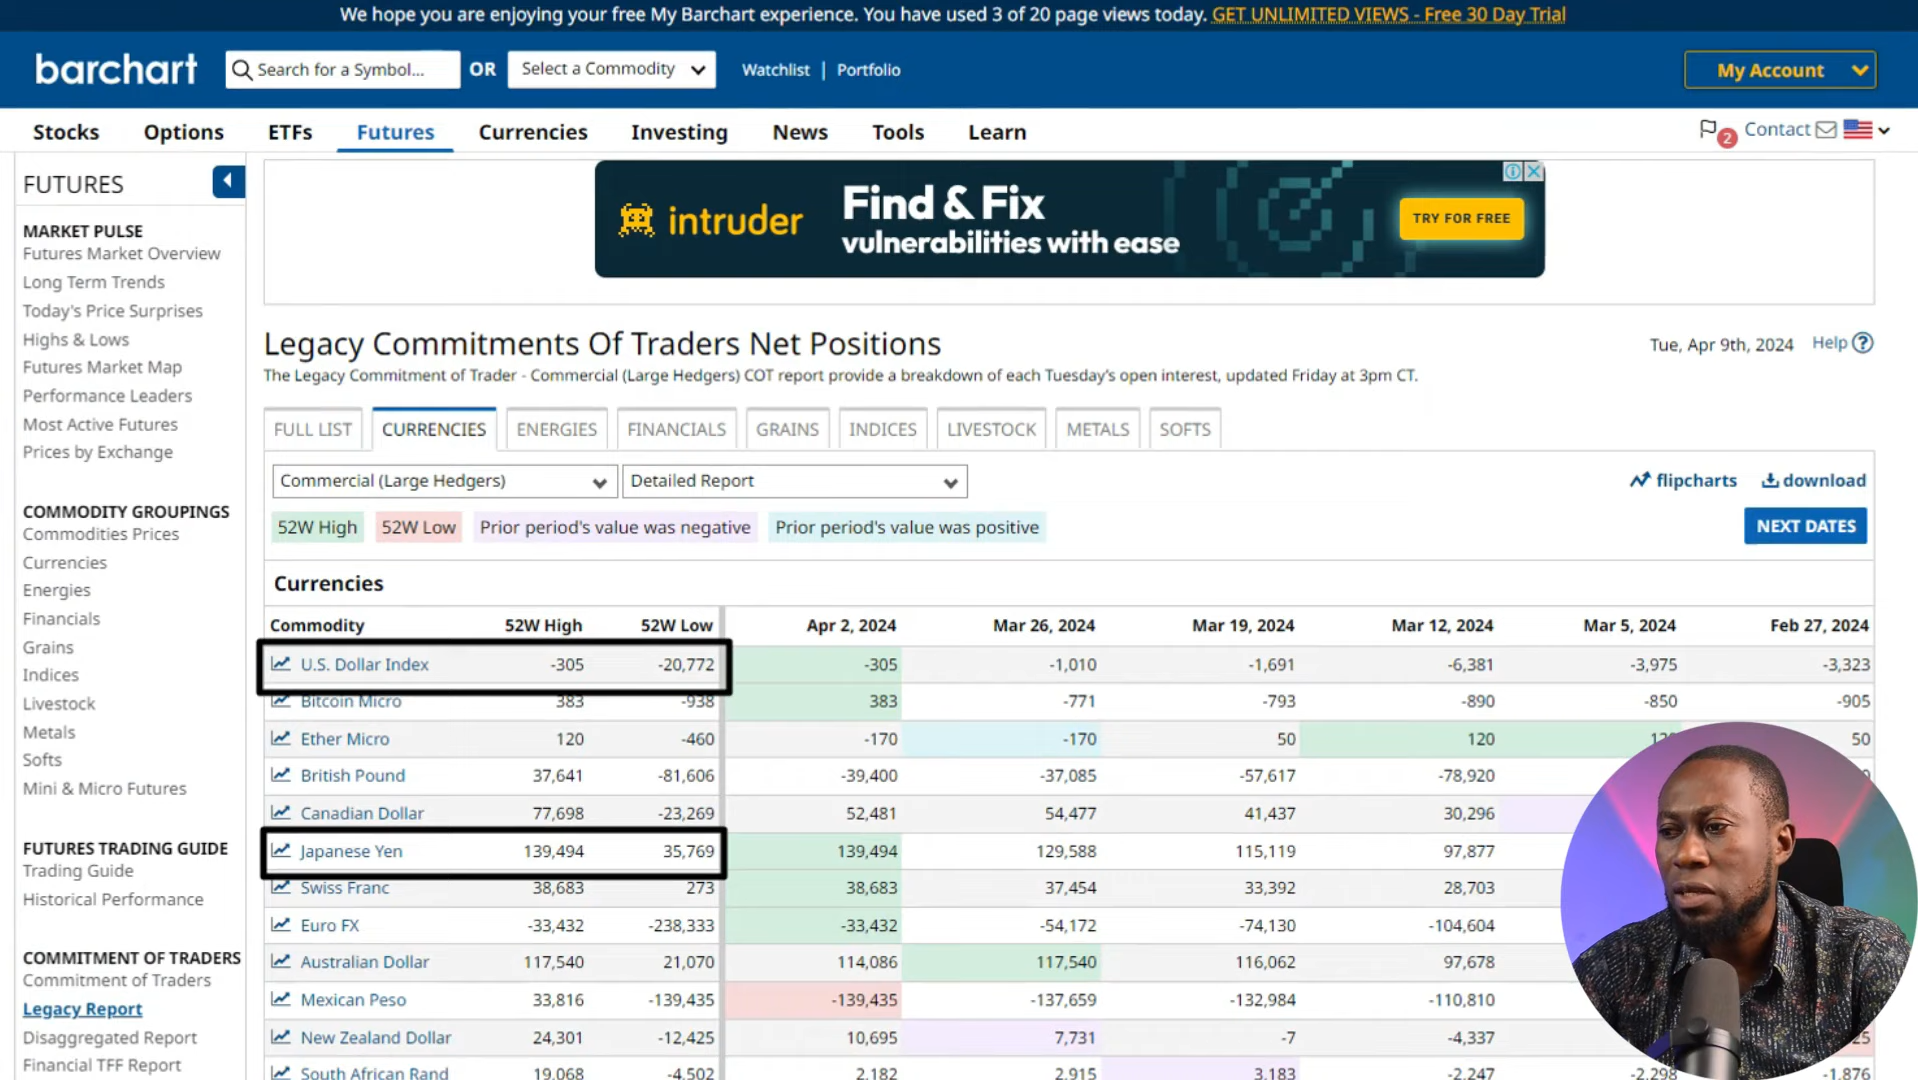 We hope you are enjoying your free My Barchart experience. You have used 3 of 20 page views today. GET UNLIMITED VIEWS - Free 30 Day Trial
barchart
Search for a Symbol...
OR
Select a Commodity
Watchlist | Portfolio
My Account
Stocks Options ETFs Futures Currencies Investing News Tools Learn
2
Contact
FUTURES
MARKET PULSE
Futures Market Overview
Long Term Trends
Today's Price Surprises
Highs & Lows
Futures Market Map
Performance Leaders
Most Active Futures
Prices by Exchange
COMMODITY GROUPINGS
Commodities Prices
Currencies
Energies
Financials
Grains
Indices
Livestock
Metals
Softs
Mini & Micro Futures
FUTURES TRADING GUIDE
Trading Guide
Historical Performance
COMMITMENT OF TRADERS
Commitment of Traders
Legacy Report
Disaggregated Report
Financial TFF Report
intruder
Find & Fix
vulnerabilities with ease
TRY FOR FREE
Legacy Commitments Of Traders Net Positions
Tue, Apr 9th, 2024 Help ?
The Legacy Commitment of Trader - Commercial (Large Hedgers) COT report provide a breakdown of each Tuesday's open interest, updated Friday at 3pm CT.
FULL LIST CURRENCIES ENERGIES FINANCIALS GRAINS INDICES LIVESTOCK METALS SOFTS
Commercial (Large Hedgers) Detailed Report
flipcharts download
52W High 52W Low Prior period's value was negative Prior period's value was positive
NEXT DATES
Currencies
Commodity 52W High 52W Low Apr 2, 2024 Mar 26, 2024 Mar 19, 2024 Mar 12, 2024 Mar 5, 2024 Feb 27, 2024
U.S. Dollar Index -305 -20,772 -305 -1,010 -1,691 -6,381 -3,975 -3,323
Bitcoin Micro 383 -938 383 -771 -793 -890 -850 -905
Ether Micro 120 -460 -170 -170 50 120 50
British Pound 37,641 -81,606 -39,400 -37,085 -57,617 -78,920
Canadian Dollar 77,698 -23,269 52,481 54,477 41,437 30,296
Japanese Yen 139,494 35,769 139,494 129,588 115,119 97,877
Swiss Franc 38,683 273 38,683 37,454 33,392 28,703
Euro FX -33,432 -238,333 -33,432 -54,172 -74,130 -104,604
Australian Dollar 117,540 21,070 114,086 117,540 116,062 97,678
Mexican Peso 33,816 -139,435 -139,435 -137,659 -132,984 -110,810
New Zealand Dollar 24,301 -12,425 10,695 7,731 -7 -4,337
South African Rand 19,068 -4,502 2,182 2,915 3,183 -2,247 -2,298 -1,876